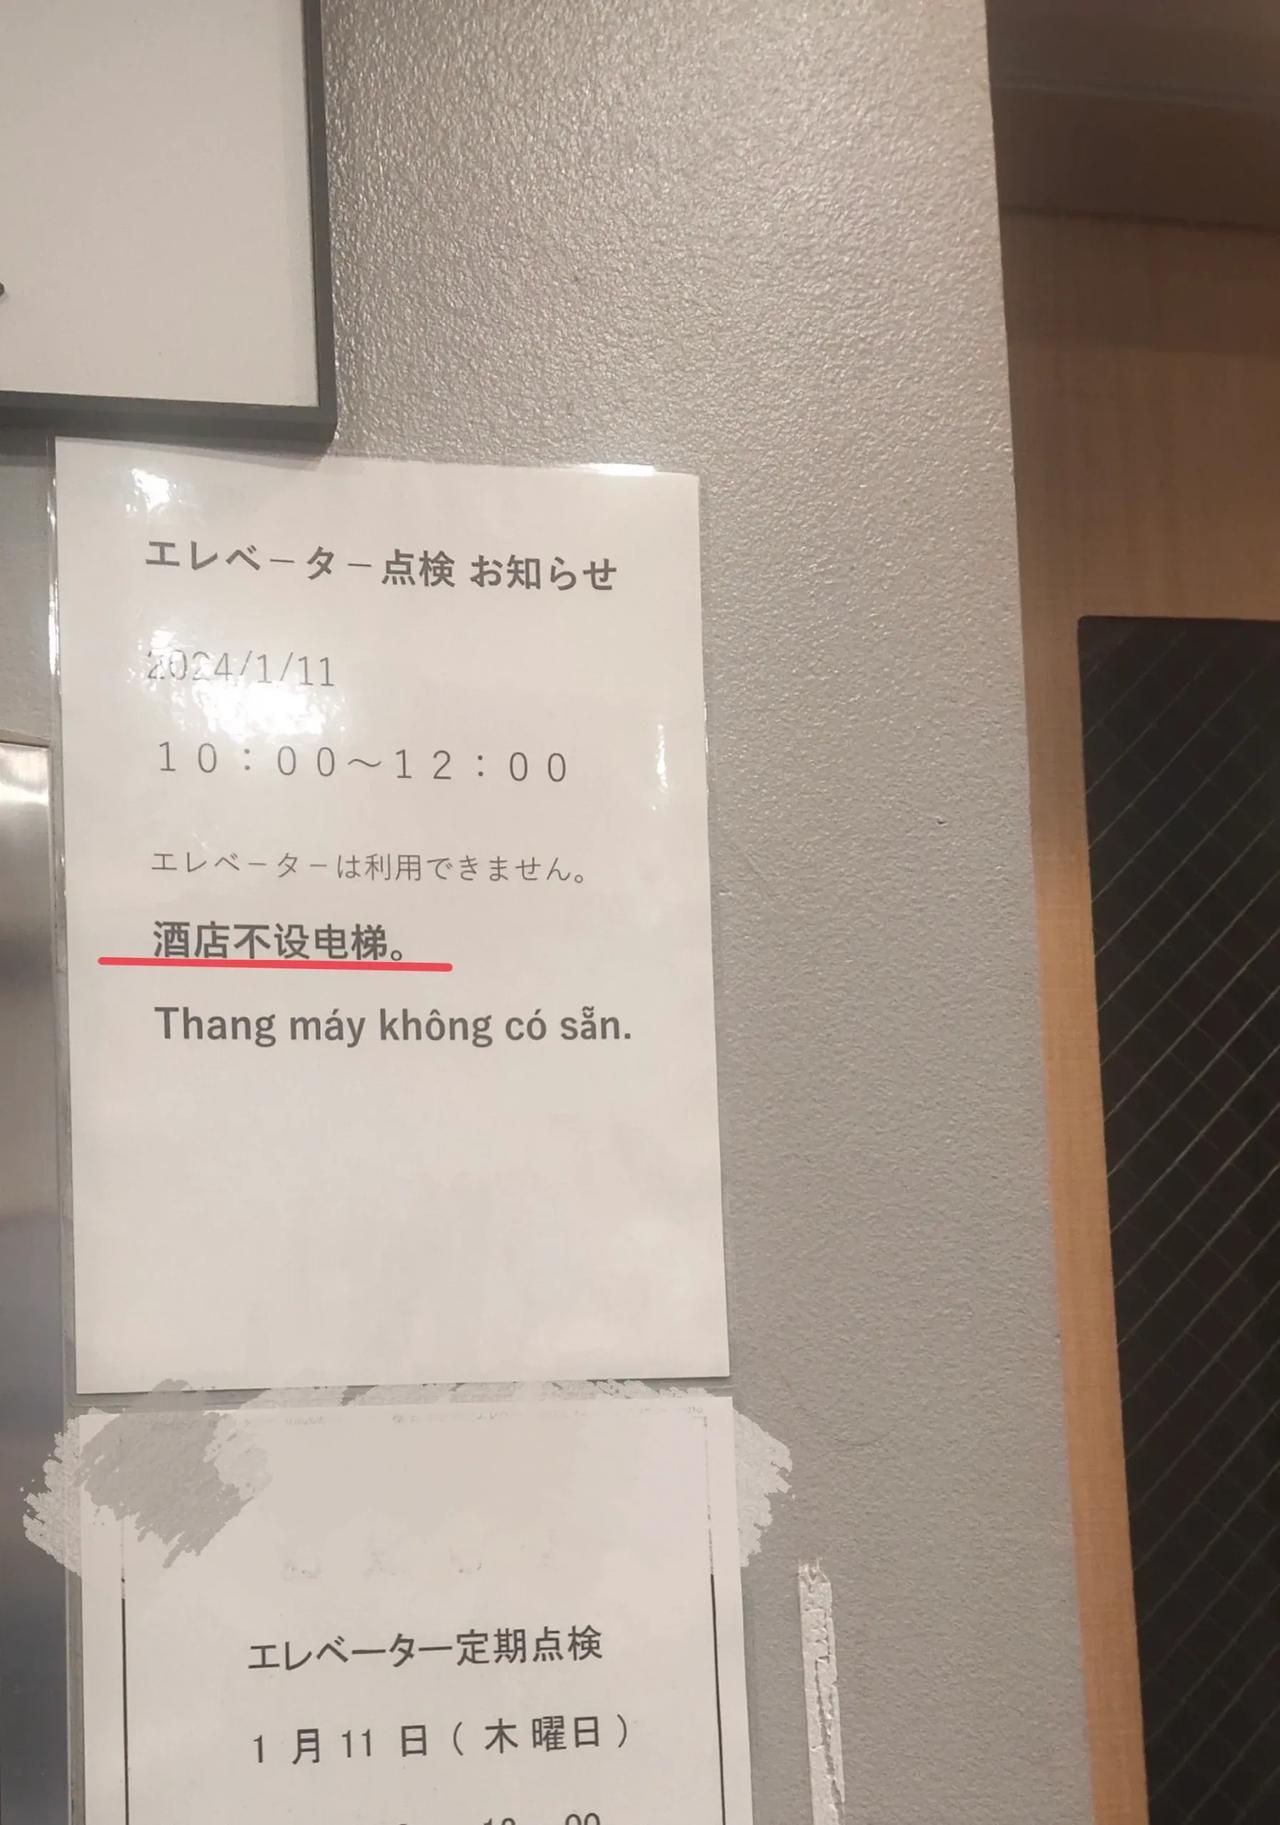 エレベーター点検 お知らせ
2024/1/11
10：00～12：00
エレベーターは利用できません。
酒店不设电梯。
Thang máy không có sẵn.
エレベーター定期点検
1 月 11 日 ( 木 曜日 )